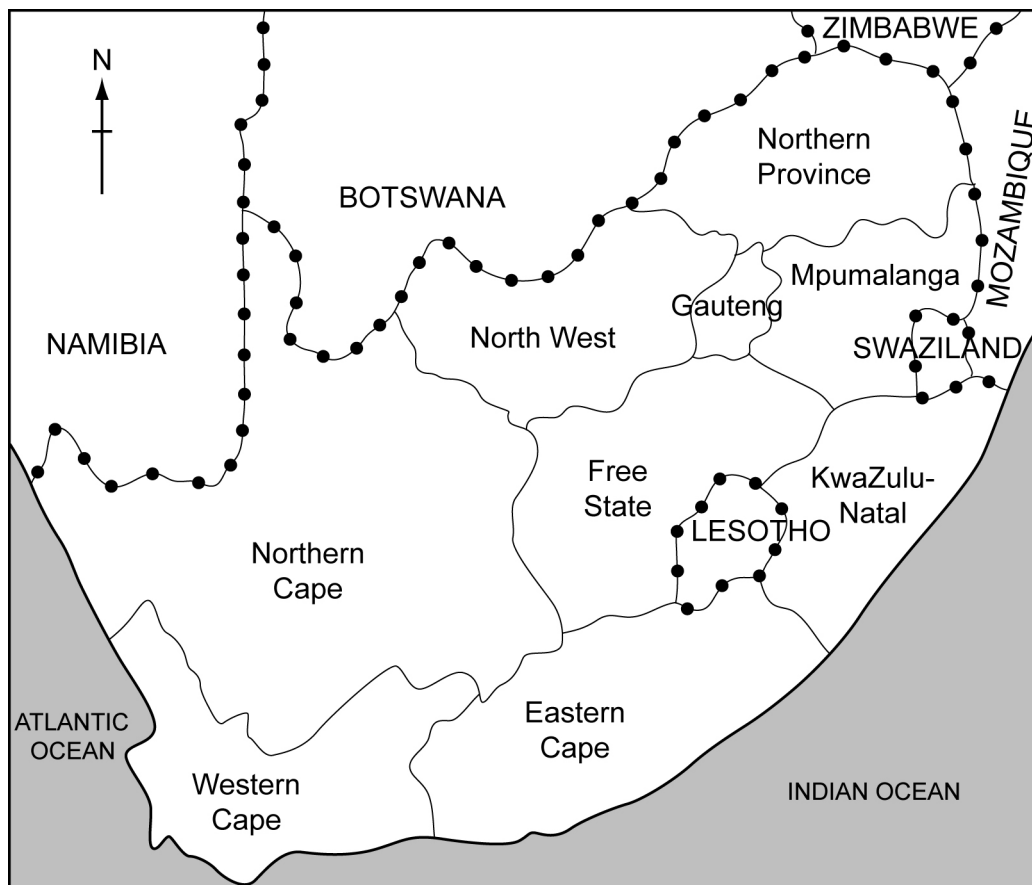 ZIMBABWE
N
Northern
Province
MOZAMBIQUE
BOTSWANA
Mpumalanga
Gauteng
NAMIBIA
North West
SWAZILAND
Free
State
KwaZulu-
Natal
LESOTHO
Northern
Cape
ATLANTIC
OCEAN
Eastern
Cape
Western
Cape
INDIAN OCEAN